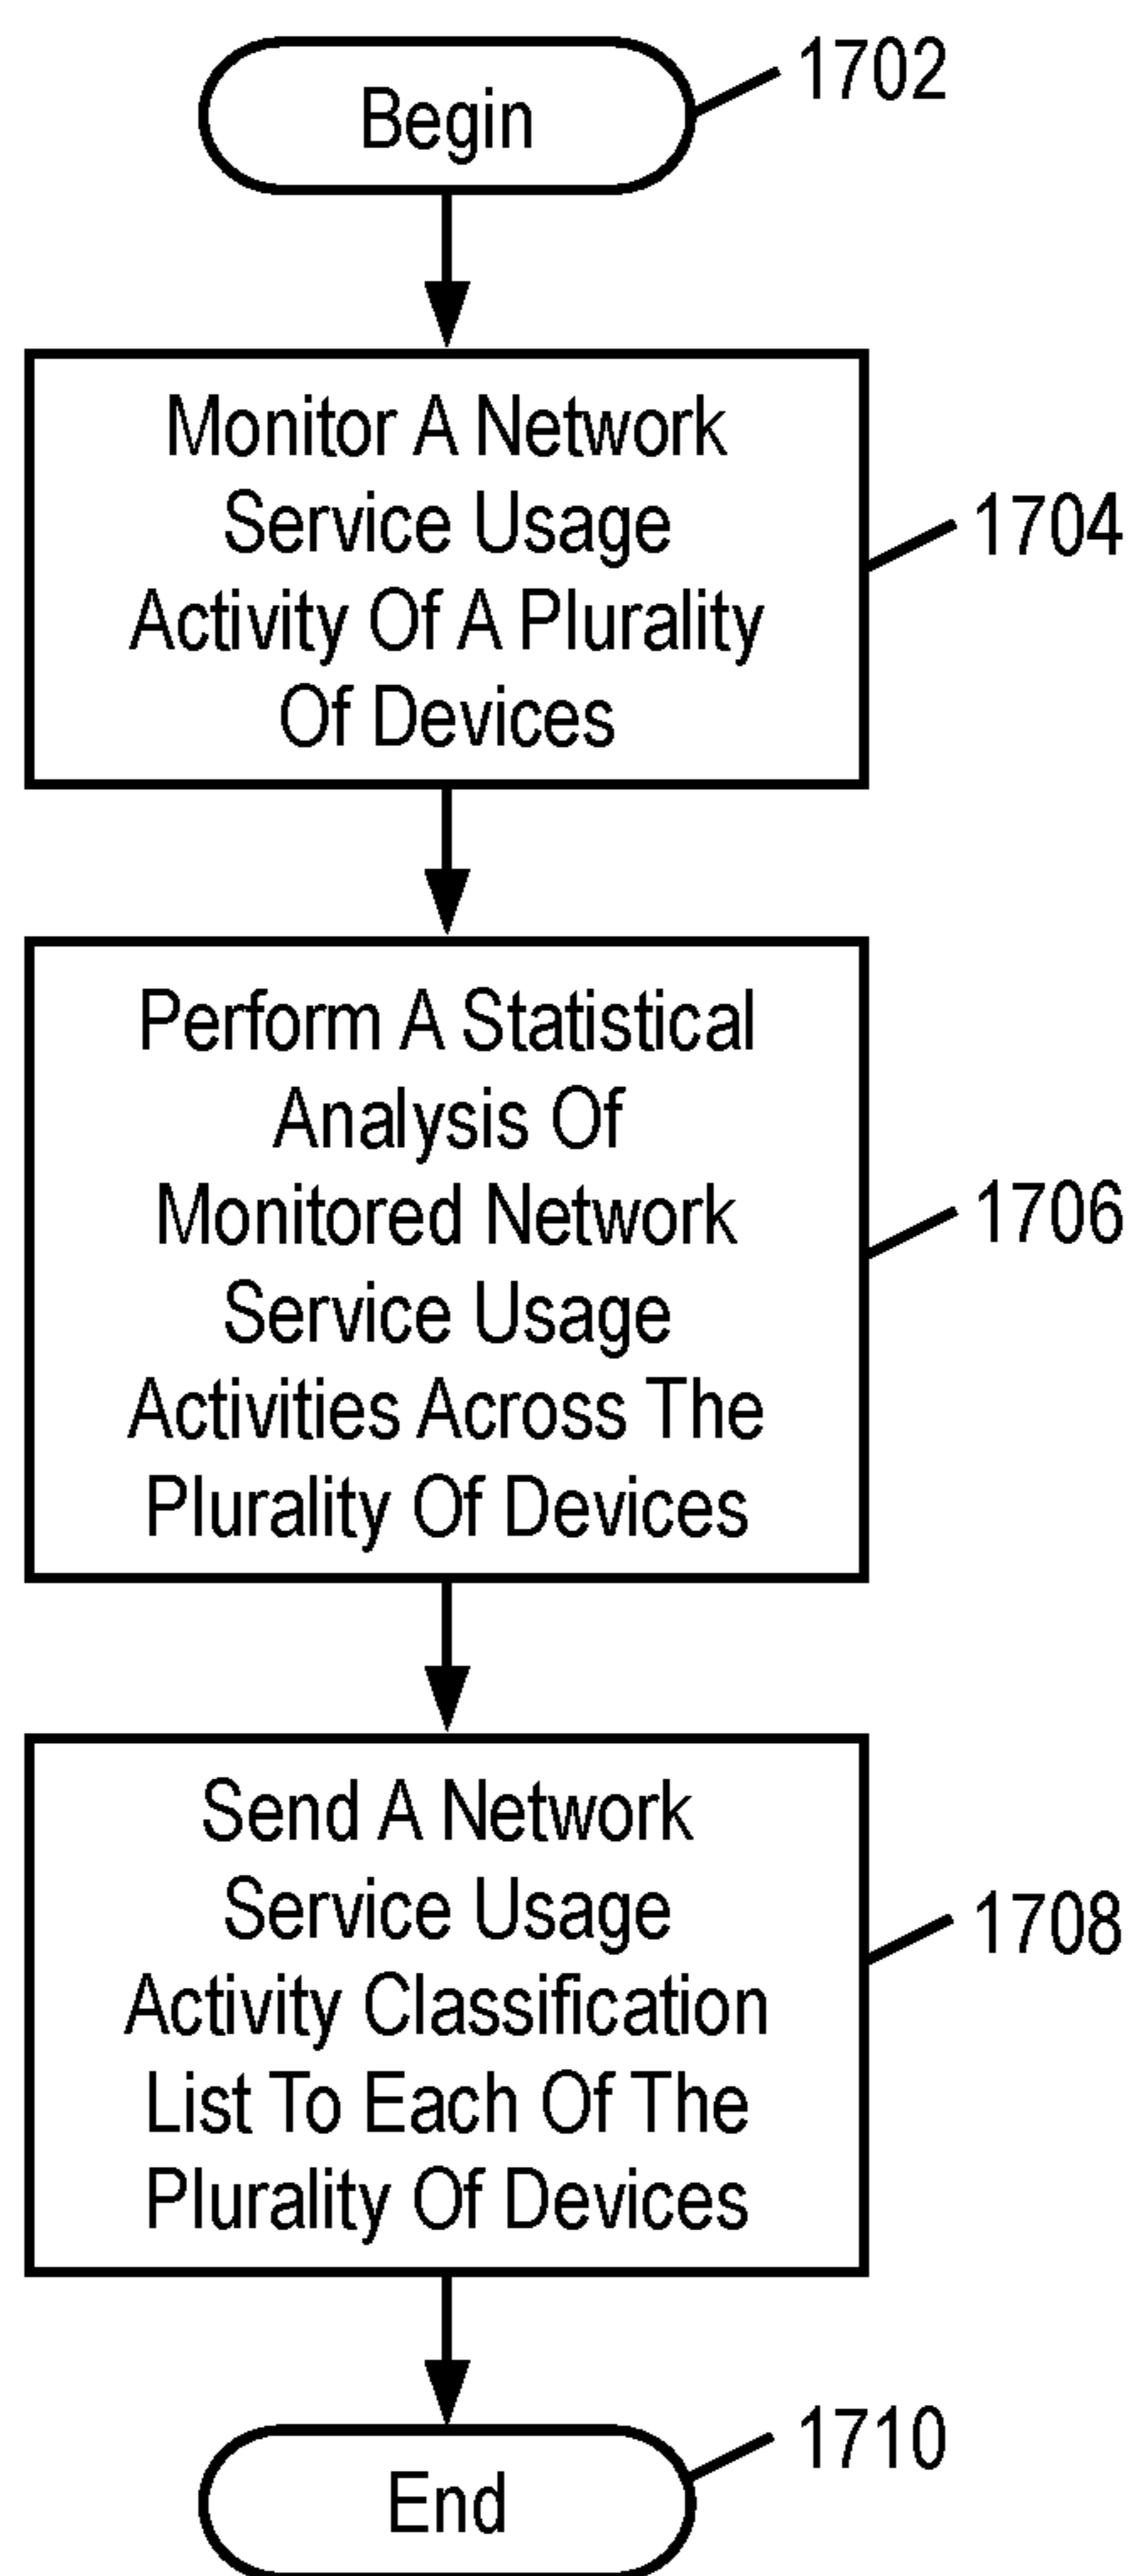 Begin
1702
Monitor A Network
Service Usage
Activity Of A Plurality
Of Devices
1704
Perform A Statistical
Analysis Of
Monitored Network
Service Usage
Activities Across The
Plurality Of Devices
1706
Send A Network
Service Usage
Activity Classification
List To Each Of The
Plurality Of Devices
1708
End
1710